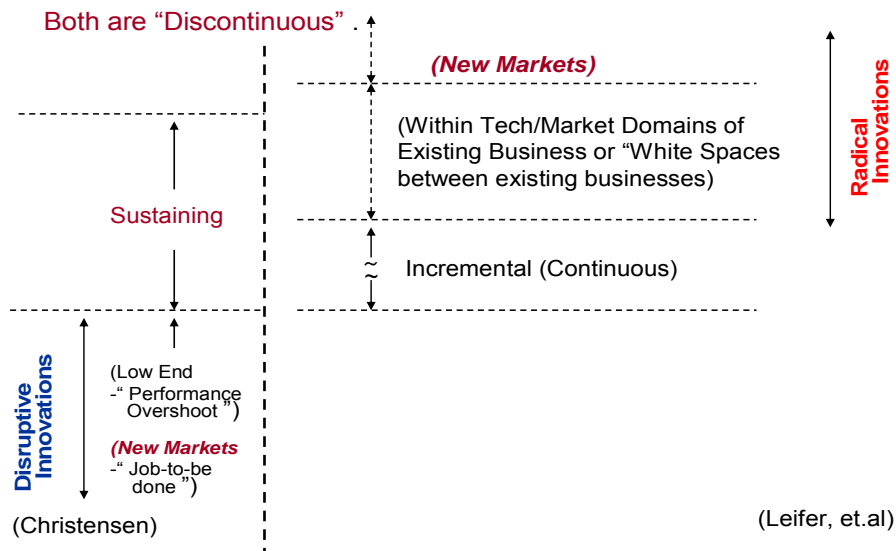 Both are “Discontinuous” .
(New Markets)
(Within Tech/Market Domains of
Existing Business or “White Spaces
between existing businesses)
Radical
Innovations
Sustaining
≈ Incremental (Continuous)
Disruptive
Innovations
(Low End
-“ Performance
Overshoot ”)
(New Markets
-“ Job-to-be
done ”)
(Christensen)
(Leifer, et.al)